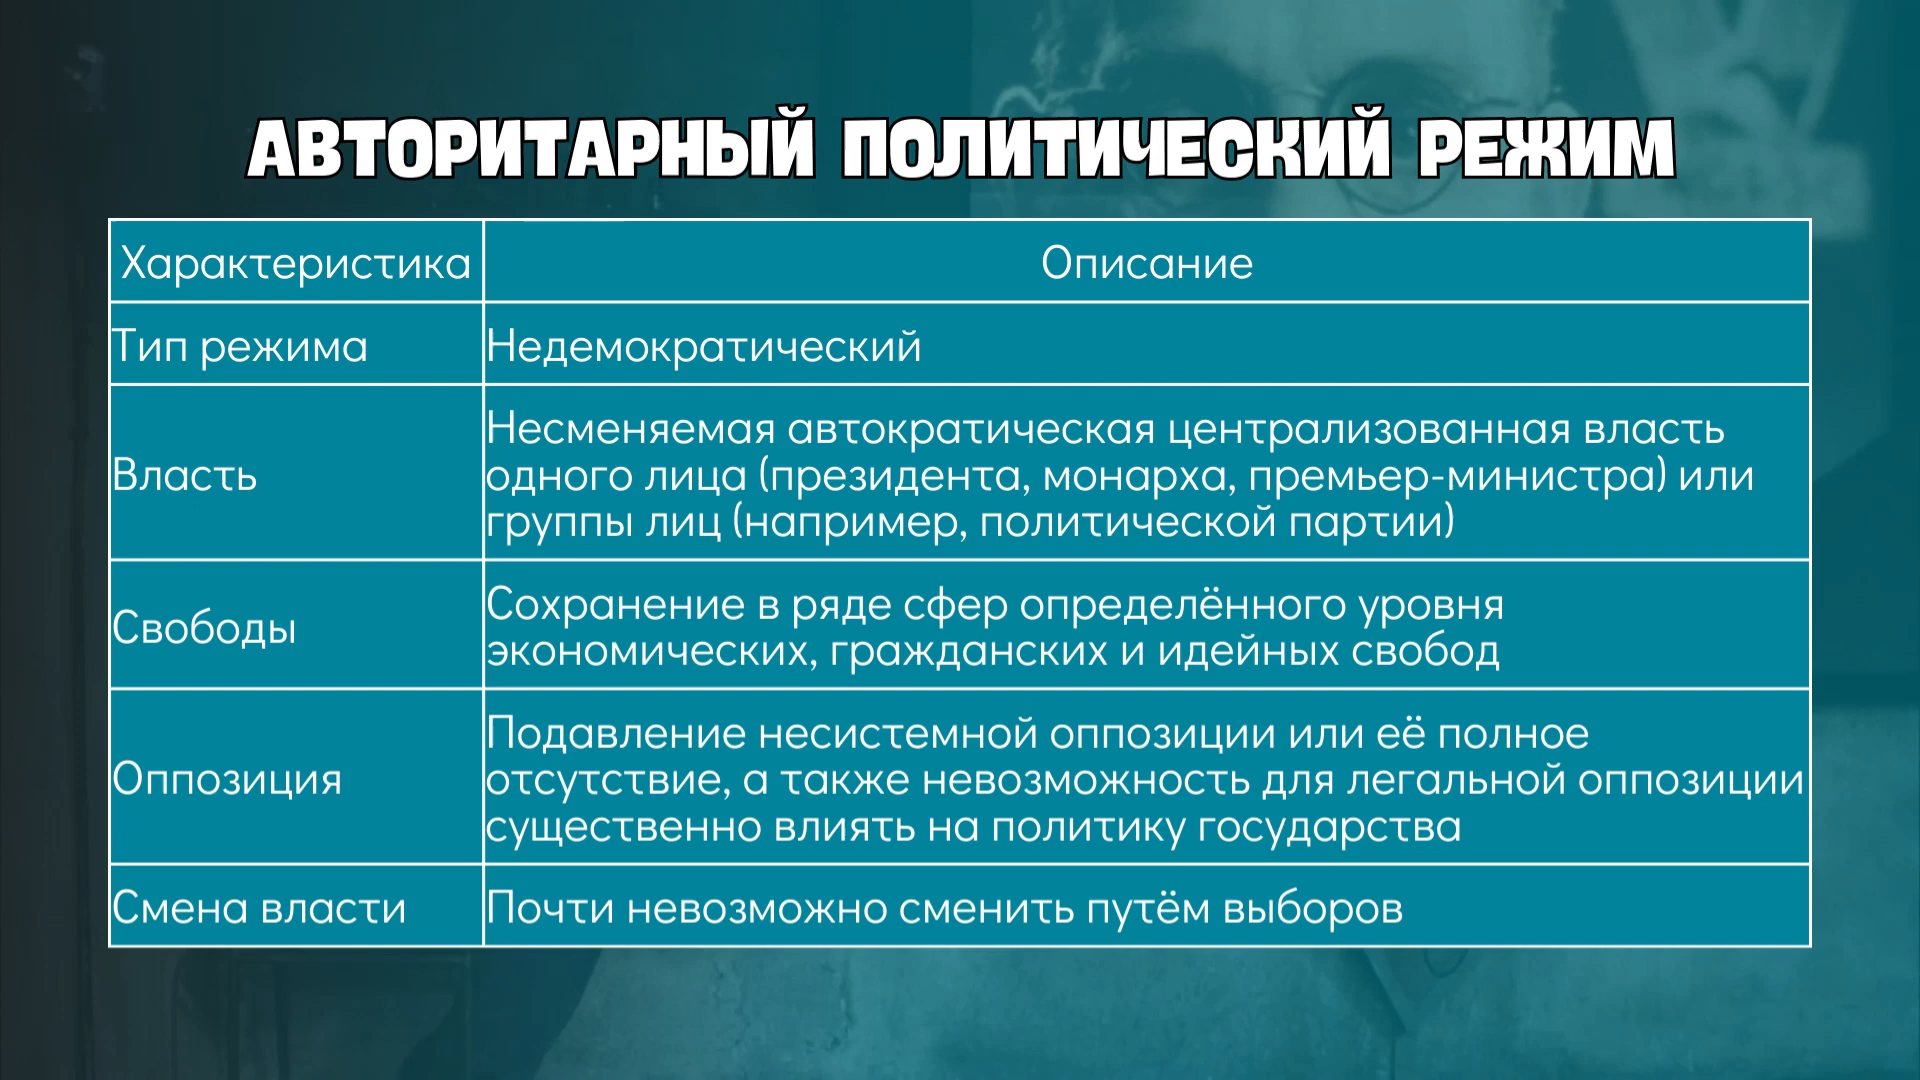 АВТОРИТАРНЫЙ ПОЛИТИЧЕСКИЙ РЕЖИМ
Характеристика
Описание
Тип режима
Недемократический
Власть
Несменяемая автократическая централизованная власть
одного лица (президента, монарха, премьер-министра) или
группы лиц (например, политической партии)
Свободы
Сохранение в ряде сфер определённого уровня
экономических, гражданских и идейных свобод
Оппозиция
Подавление несистемной оппозиции или её полное
отсутствие, а также невозможность для легальной оппозиции
существенно влиять на политику государства
Смена власти
Почти невозможно сменить путём выборов